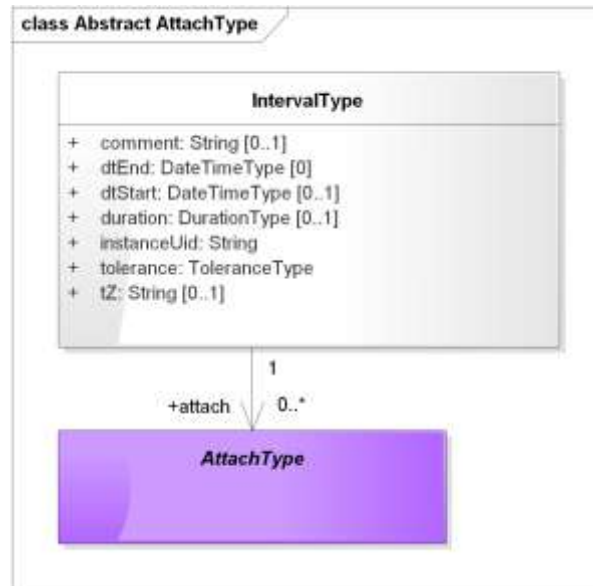 class Abstract AttachType
IntervalType
+ comment: String [0..1]
+ dtEnd: DateTimeType [0]
+ dtStart: DateTimeType [0..1]
+ duration: DurationType [0..1]
+ instanceUid: String
+ tolerance: ToleranceType
+ tZ: String [0..1]
1
+attach 0..*
AttachType